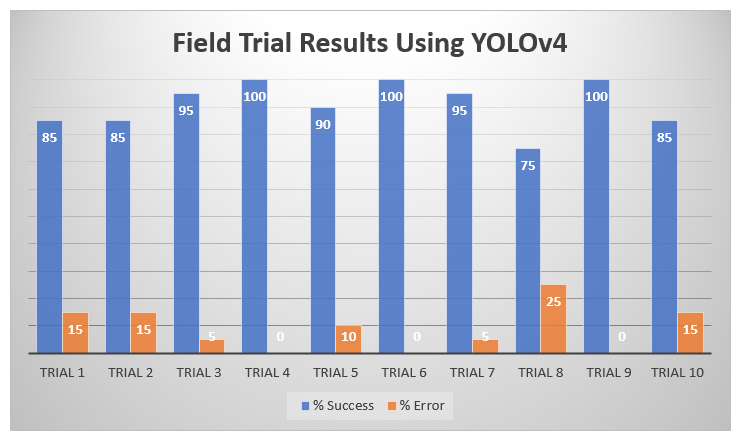 Field Trial Results Using YOLOv4
85 15 85 15 95 5 100 0 90 10 100 0 95 5 75 25 100 0 85 15
TRIAL 1 TRIAL 2 TRIAL 3 TRIAL 4 TRIAL 5 TRIAL 6 TRIAL 7 TRIAL 8 TRIAL 9 TRIAL 10
% Success % Error